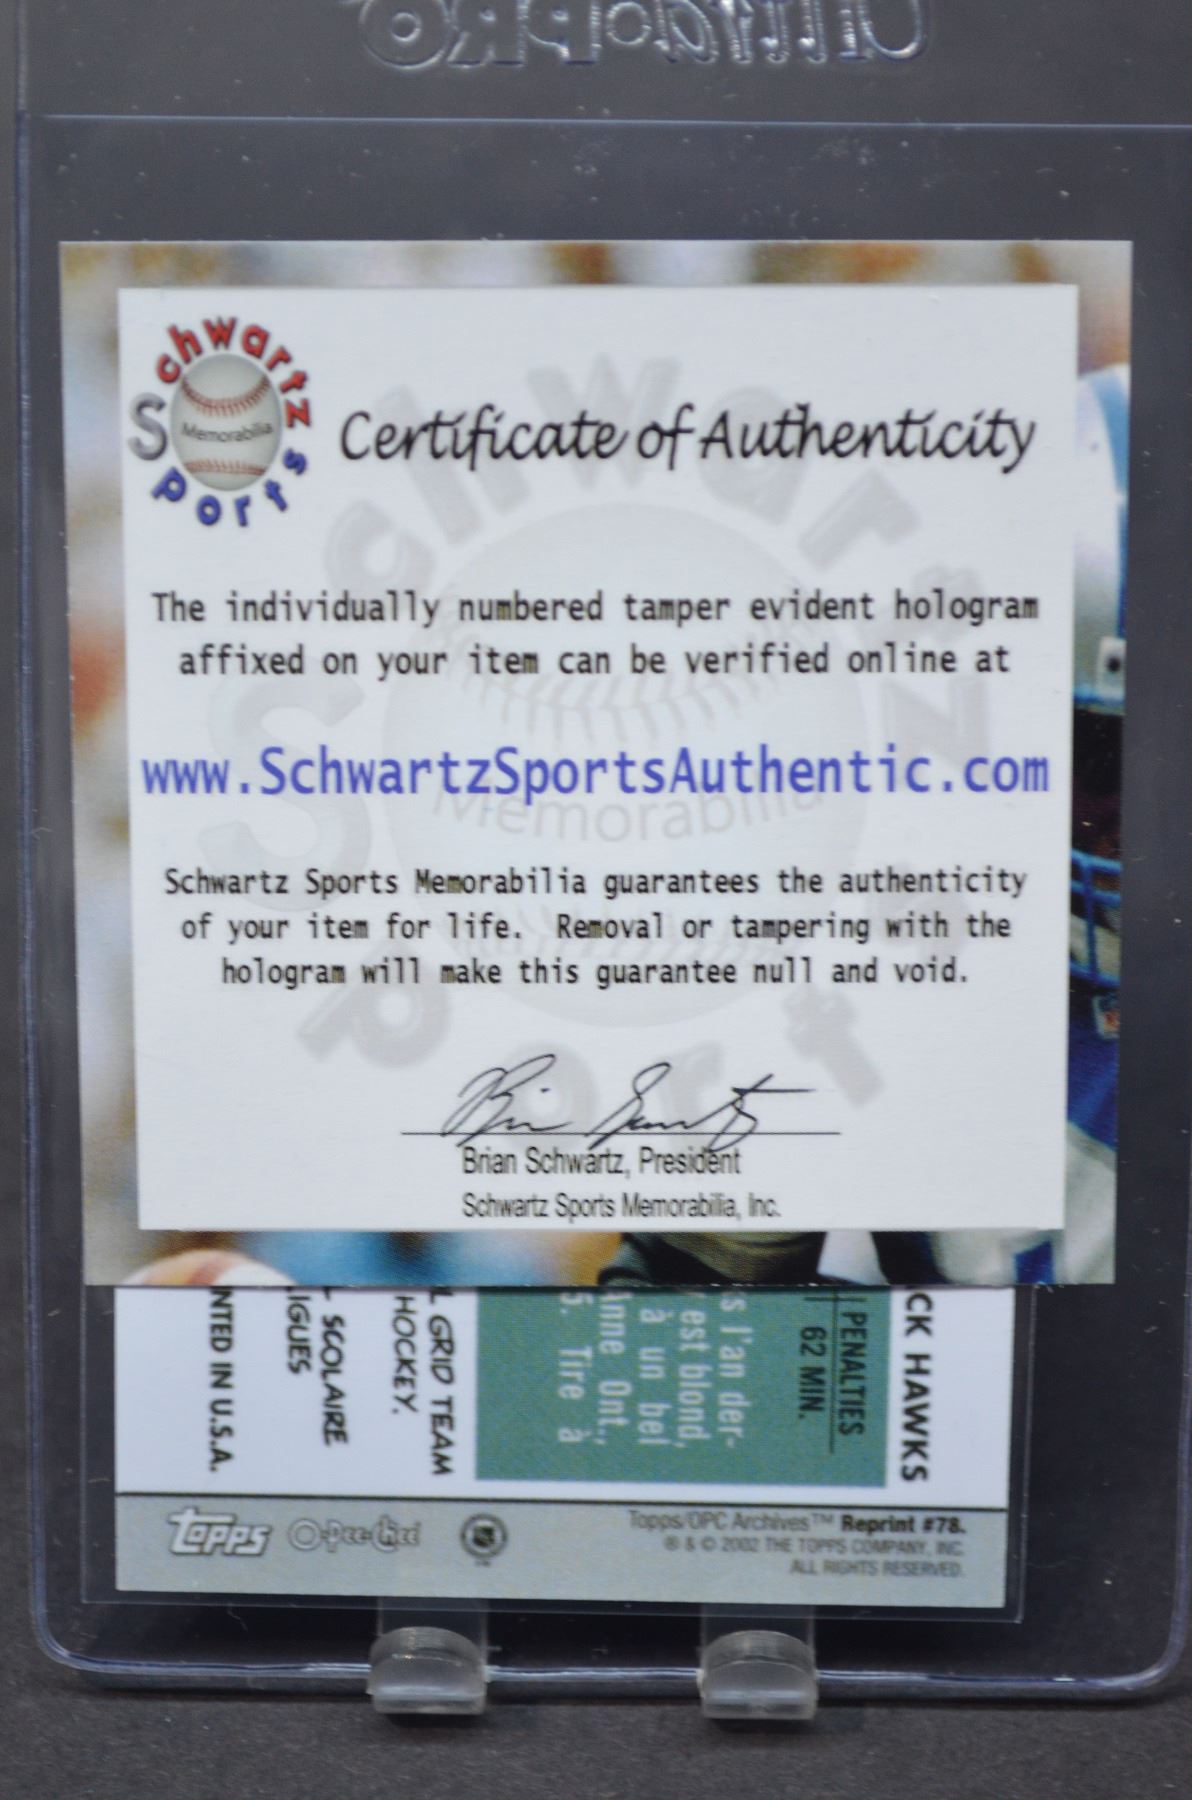 ULTRA PRO
Schwartz
Sports
Memorabilia
Certificate of Authenticity
The individually numbered tamper evident hologram
affixed on your item can be verified online at
www.SchwartzSportsAuthentic.com
Schwartz Sports Memorabilia guarantees the authenticity
of your item for life. Removal or tampering with the
hologram will make this guarantee null and void.
Brian Schwartz
Brian Schwartz, President
Schwartz Sports Memorabilia, Inc.
CK HAWKS
PENALTIES
62 MIN.
s l'an der-
est blond,
à un bel
Anne Ont.,
5. Tire à
L GRID TEAM
HOCKEY.
SCOLAIRE
IGUES
NTED IN U.S.A.
Topps O-Pee-Chee
Topps/OPC Archives™ Reprint #78.
® & © 2002 THE TOPPS COMPANY, INC.
ALL RIGHTS RESERVED.